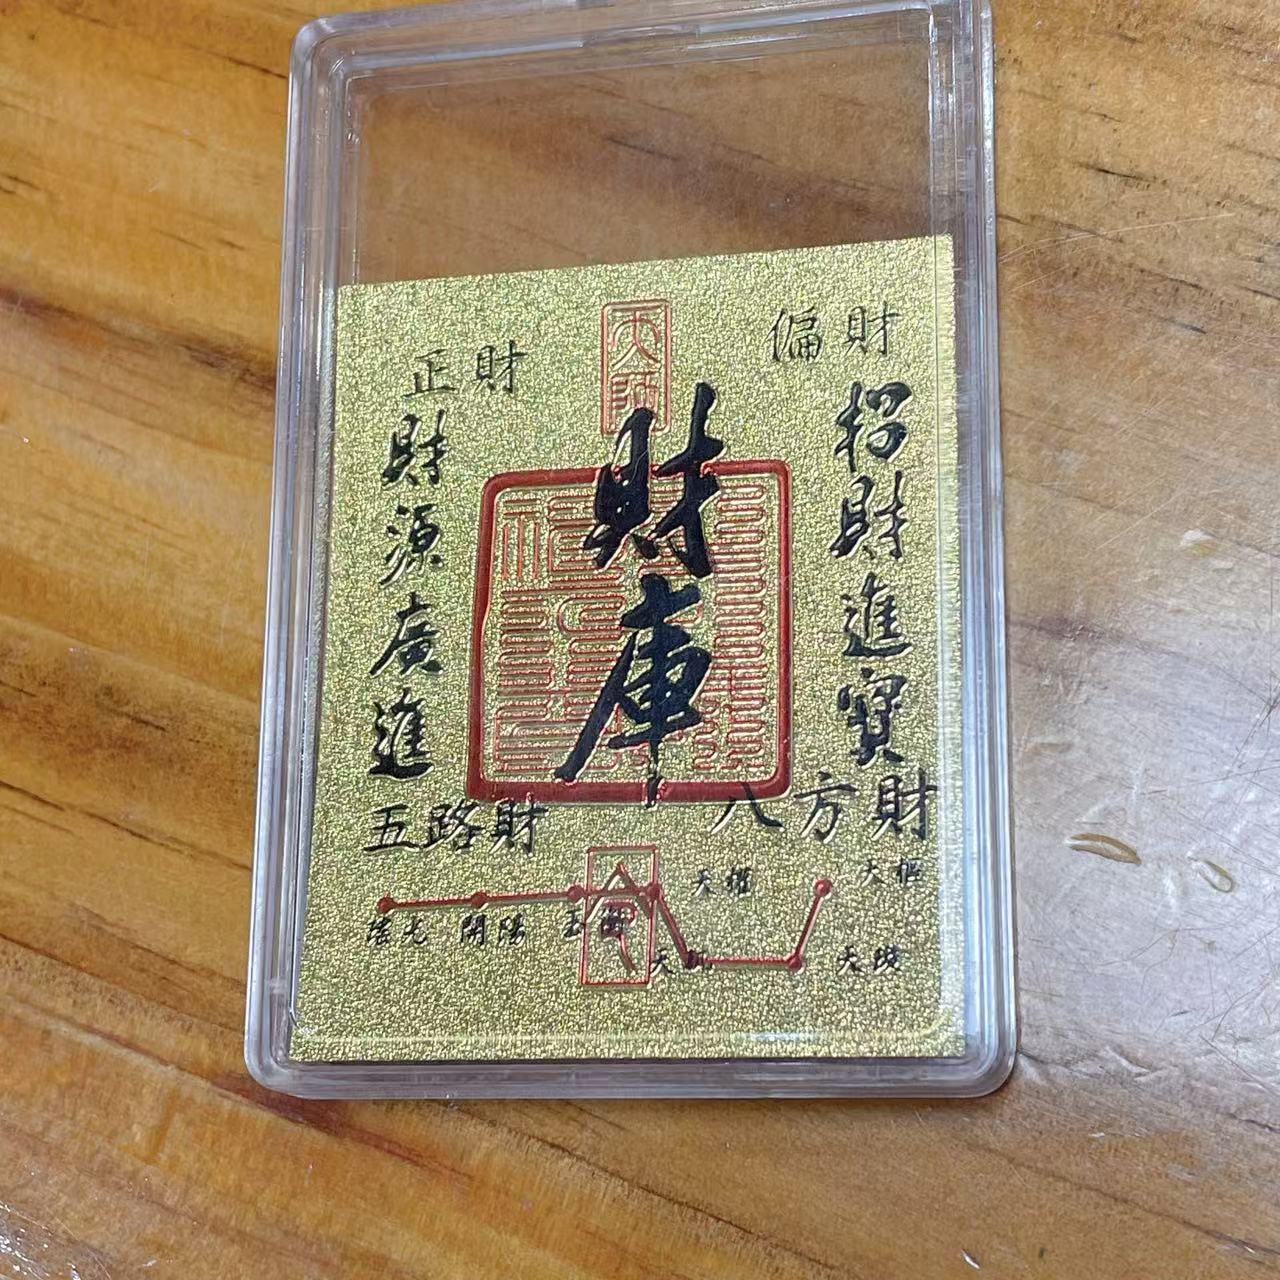 天師
正財
偏財
財庫
招財進寶
財源廣進
五路財
八方財
天權
天樞
瑤光 開陽 玉衡
天璣
天璇
令